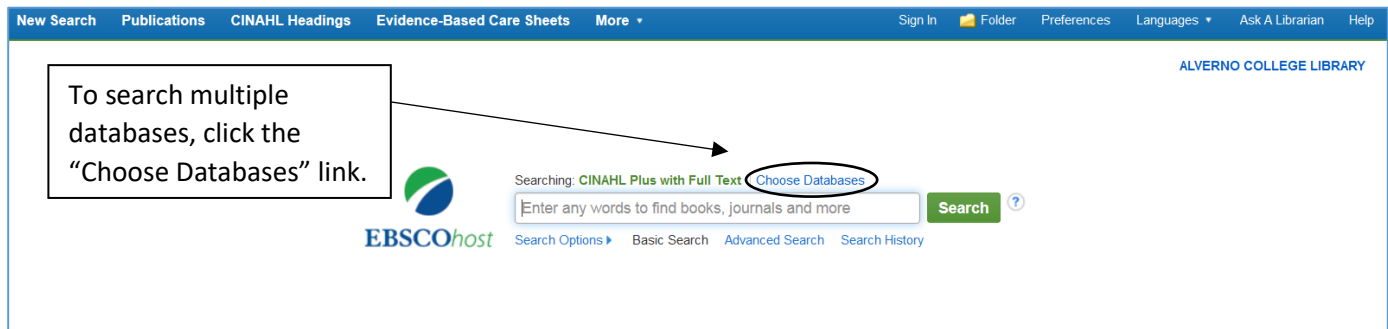 New Search Publications CINAHL Headings Evidence-Based Care Sheets More Sign In Folder Preferences Languages Ask A Librarian Help
ALVERNO COLLEGE LIBRARY
To search multiple
databases, click the
“Choose Databases” link.
Searching: CINAHL Plus with Full Text Choose Databases
Enter any words to find books, journals and more Search ?
EBSCOhost Search Options Basic Search Advanced Search Search History